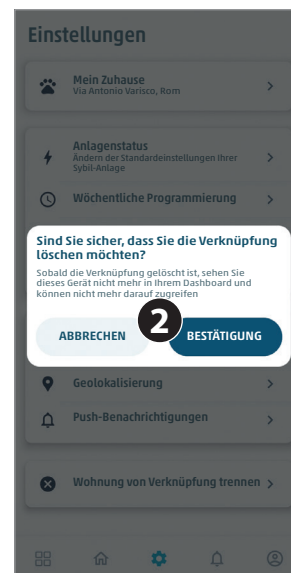 Einstellungen
Mein Zuhause
Via Antonio Varisco, Rom
Anlagenstatus
Ändern der Standardeinstellungen Ihrer
Sybil-Anlage
Wöchentliche Programmierung
Sind Sie sicher, dass Sie die Verknüpfung
löschen möchten?
Sobald die Verknüpfung gelöscht ist, sehen Sie
dieses Gerät nicht mehr in Ihrem Dashboard und
können nicht mehr darauf zugreifen
ABBRECHEN
2
BESTÄTIGUNG
Geolokalisierung
Push-Benachrichtigungen
Wohnung von Verknüpfung trennen